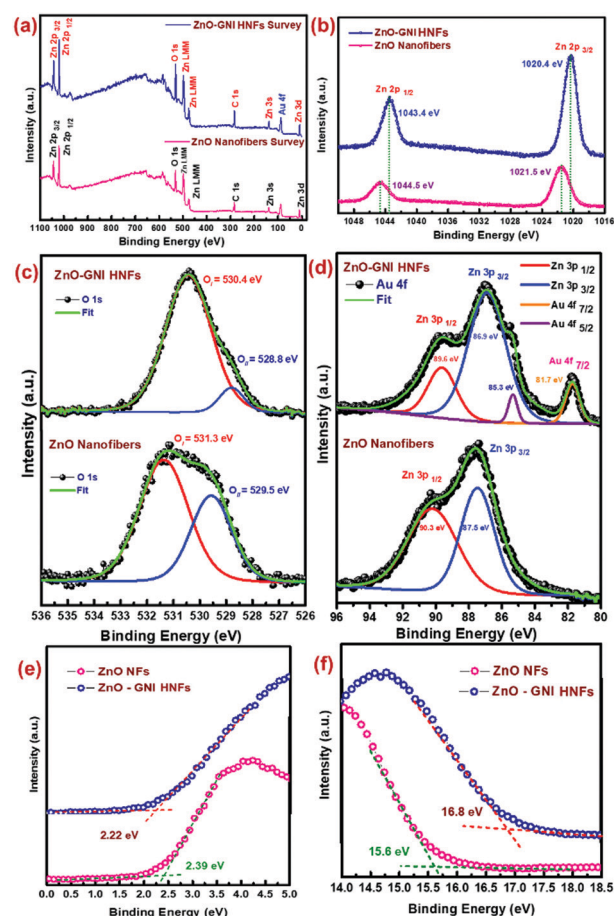 (a)
ZnO-GNI HNFs Survey
Zn 2p 3/2
Zn 2p 1/2
O 1s
Zn LMM
Zn LMM
C 1s
Zn 3s
Au 4f
Zn 3d
ZnO Nanofibers Survey
Zn 2p 3/2
Zn 2p 1/2
O 1s
Zn LMM
Zn LMM
C 1s
Zn 3s
Zn 3d
Intensity (a.u.)
1100 1000 900 800 700 600 500 400 300 200 100 0
Binding Energy (eV)
(b)
ZnO-GNI HNFs
ZnO Nanofibers
Zn 2p 3/2
1020.4 eV
Zn 2p 1/2
1043.4 eV
1044.5 eV
1021.5 eV
Intensity (a.u.)
1048 1044 1040 1036 1032 1028 1024 1020 1016
Binding Energy (eV)
(c)
ZnO-GNI HNFs
O 1s
Fit
O I = 530.4 eV
O II = 528.8 eV
ZnO Nanofibers
O 1s
Fit
O I = 531.3 eV
O II = 529.5 eV
Intensity (a.u.)
536 535 534 533 532 531 530 529 528 527 526
Binding Energy (eV)
(d)
ZnO-GNI HNFs
Au 4f
Fit
Zn 3p 1/2
Zn 3p 3/2
Au 4f 7/2
Au 4f 5/2
Zn 3p 3/2
Zn 3p 1/2
86.9 eV
89.6 eV
85.3 eV
81.7 eV
Au 4f 7/2
ZnO Nanofibers
Zn 3p 1/2
Zn 3p 3/2
90.3 eV
87.5 eV
Intensity (a.u.)
96 94 92 90 88 86 84 82 80
Binding Energy (eV)
(e)
ZnO NFs
ZnO - GNI HNFs
2.22 eV
2.39 eV
Intensity (a.u.)
0.0 0.5 1.0 1.5 2.0 2.5 3.0 3.5 4.0 4.5 5.0
Binding Energy (eV)
(f)
ZnO NFs
ZnO - GNI HNFs
16.8 eV
15.6 eV
Intensity (a.u.)
14.0 14.5 15.0 15.5 16.0 16.5 17.0 17.5 18.0 18.5
Binding Energy (eV)